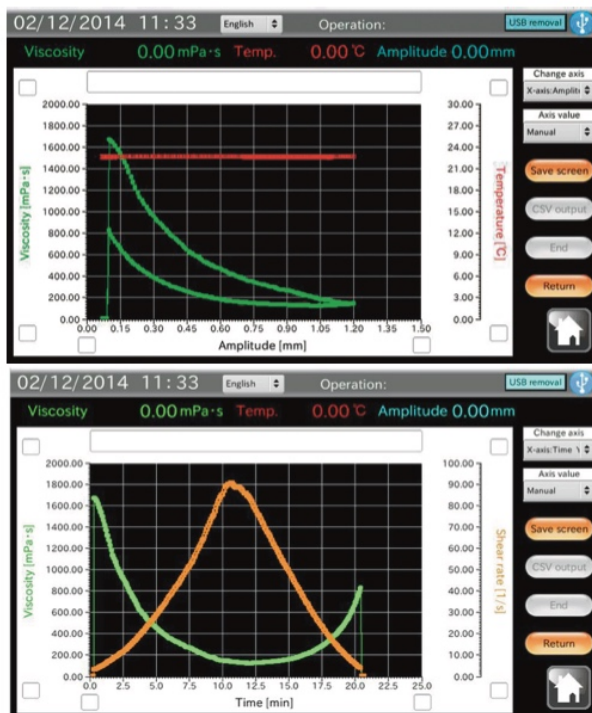 02/12/2014 11:33 English Operation: USB removal
Viscosity 0.00 mPa·s Temp. 0.00 ℃ Amplitude 0.00mm
Change axis
X-axis:Amplit
Axis value
Manual
Save screen
CSV output
End
Return
Viscosity [mPa·s]
2000.00
1800.00
1600.00
1400.00
1200.00
1000.00
800.00
600.00
400.00
200.00
0.00
0.00 0.15 0.30 0.45 0.60 0.75 0.90 1.05 1.20 1.35 1.50
Amplitude [mm]
30.00
27.00
24.00
21.00
18.00
15.00
12.00
9.00
6.00
3.00
0.00
Temperature [℃]
02/12/2014 11:33 English Operation: USB removal
Viscosity 0.00 mPa·s Temp. 0.00 ℃ Amplitude 0.00mm
Change axis
X-axis:Time
Axis value
Manual
Save screen
CSV output
End
Return
Viscosity [mPa·s]
2000.00
1800.00
1600.00
1400.00
1200.00
1000.00
800.00
600.00
400.00
200.00
0.00
0.0 2.5 5.0 7.5 10.0 12.5 15.0 17.5 20.0 22.5 25.0
Time [min]
100.00
90.00
80.00
70.00
60.00
50.00
40.00
30.00
20.00
10.00
0.00
Shear rate [1/s]